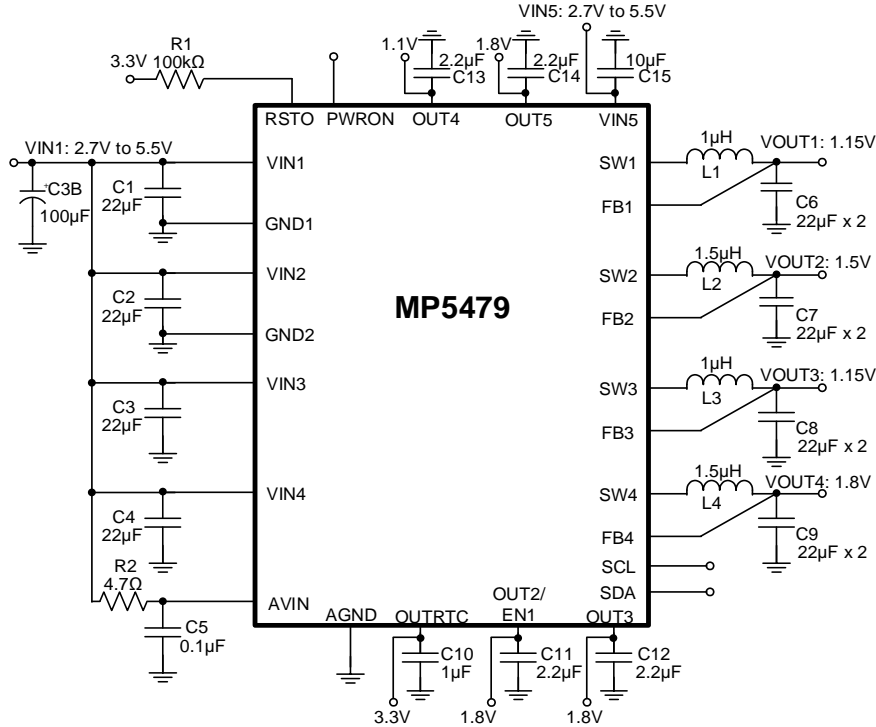 VIN5: 2.7V to 5.5V
R1
100kΩ
3.3V
1.1V
2.2µF
C13
1.8V
2.2µF
C14
10µF
C15
RSTO
PWRON
OUT4
OUT5
VIN5
VIN1: 2.7V to 5.5V
+
C3B
100µF
C1
22µF
VIN1
GND1
C2
22µF
VIN2
GND2
C3
22µF
VIN3
C4
22µF
VIN4
R2
4.7Ω
C5
0.1µF
AVIN
MP5479
SW1
1µH
L1
VOUT1: 1.15V
FB1
C6
22µF x 2
SW2
1.5µH
L2
VOUT2: 1.5V
FB2
C7
22µF x 2
SW3
1µH
L3
VOUT3: 1.15V
FB3
C8
22µF x 2
SW4
1.5µH
L4
VOUT4: 1.8V
FB4
C9
22µF x 2
SCL
SDA
AGND
OUTRTC
OUT2/
EN1
OUT3
C10
1µF
C11
2.2µF
C12
2.2µF
3.3V
1.8V
1.8V